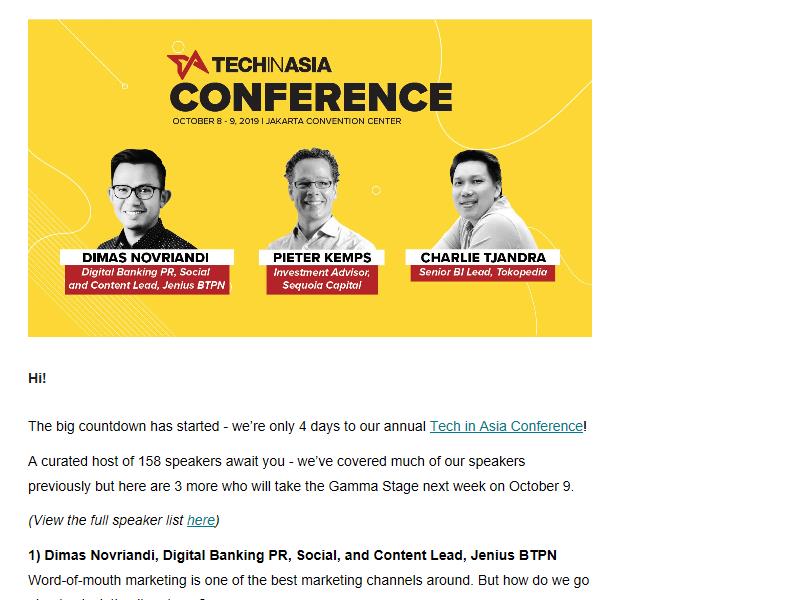 TECHINASIA
CONFERENCE
OCTOBER 8 - 9, 2019 I JAKARTA CONVENTION CENTER
DIMAS NOVRIANDI
Digital Banking PR, Social
and Content Lead, Jenius BTPN
PIETER KEMPS
Investment Advisor,
Sequoia Capital
CHARLIE TJANDRA
Senior BI Lead, Tokopedia
Hi!
The big countdown has started - we’re only 4 days to our annual Tech in Asia Conference!
A curated host of 158 speakers await you - we’ve covered much of our speakers
previously but here are 3 more who will take the Gamma Stage next week on October 9.
(View the full speaker list here)
1) Dimas Novriandi, Digital Banking PR, Social, and Content Lead, Jenius BTPN
Word-of-mouth marketing is one of the best marketing channels around. But how do we go